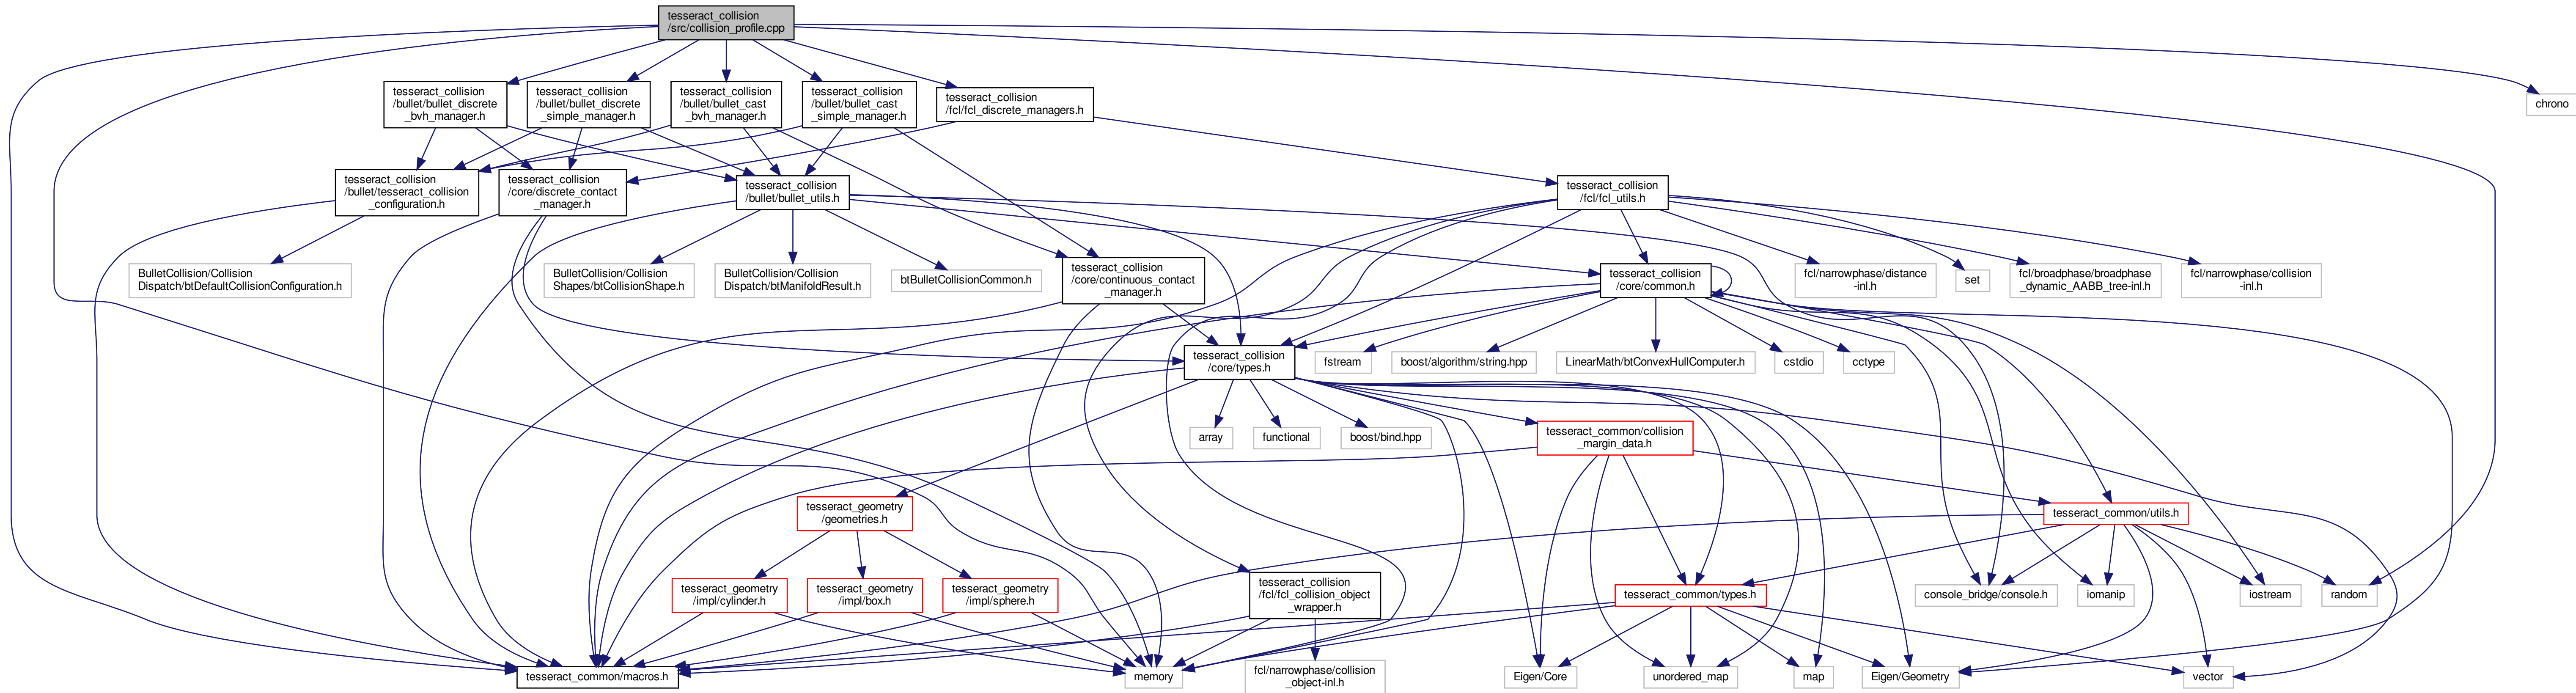 tesseract_collision
/src/collision_profile.cpp
tesseract_collision
/bullet/bullet_discrete
_bvh_manager.h
tesseract_collision
/bullet/bullet_discrete
_simple_manager.h
tesseract_collision
/bullet/bullet_cast
_bvh_manager.h
tesseract_collision
/bullet/bullet_cast
_simple_manager.h
tesseract_collision
/fcl/fcl_discrete_managers.h
chrono
tesseract_collision
/bullet/tesseract_collision
_configuration.h
tesseract_collision
/core/discrete_contact
_manager.h
tesseract_collision
/bullet/bullet_utils.h
tesseract_collision
/fcl/fcl_utils.h
BulletCollision/Collision
Dispatch/btDefaultCollisionConfiguration.h
BulletCollision/Collision
Shapes/btCollisionShape.h
BulletCollision/Collision
Dispatch/btManifoldResult.h
btBulletCollisionCommon.h
tesseract_collision
/core/continuous_contact
_manager.h
tesseract_collision
/core/common.h
fcl/narrowphase/distance
-inl.h
set
fcl/broadphase/broadphase
_dynamic_AABB_tree-inl.h
fcl/narrowphase/collision
-inl.h
tesseract_collision
/core/types.h
fstream
boost/algorithm/string.hpp
LinearMath/btConvexHullComputer.h
cstdio
cctype
array
functional
boost/bind.hpp
tesseract_common/collision
_margin_data.h
tesseract_geometry
/geometries.h
tesseract_common/utils.h
tesseract_geometry
/impl/cylinder.h
tesseract_geometry
/impl/box.h
tesseract_geometry
/impl/sphere.h
tesseract_collision
/fcl/fcl_collision_object
_wrapper.h
tesseract_common/types.h
console_bridge/console.h
iomanip
iostream
random
tesseract_common/macros.h
memory
fcl/narrowphase/collision
_object-inl.h
Eigen/Core
unordered_map
map
Eigen/Geometry
vector